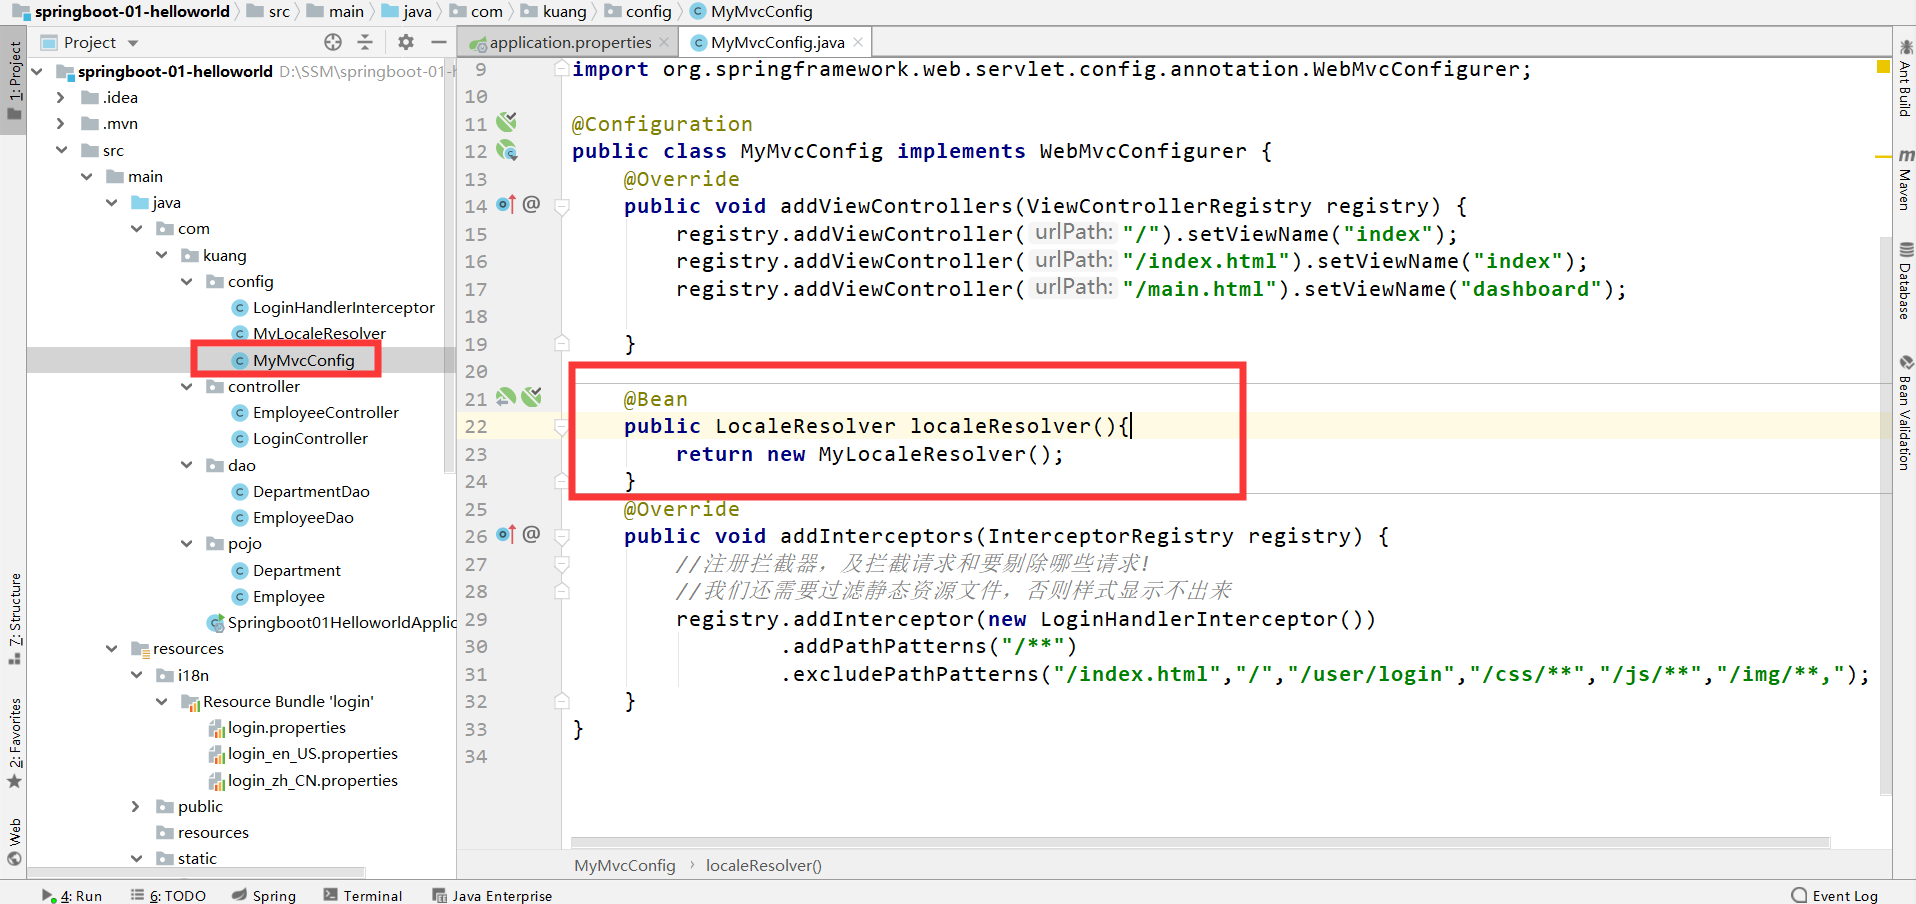 springboot-01-helloworld src main java com kuang config MyMvcConfig
Project
application.properties
MyMvcConfig.java
1: Project
7: Structure
2: Favorites
Web
springboot-01-helloworld D:\SSM\springboot-01-h
.idea
.mvn
src
main
java
com
kuang
config
LoginHandlerInterceptor
MyLocaleResolver
MyMvcConfig
controller
EmployeeController
LoginController
dao
DepartmentDao
EmployeeDao
pojo
Department
Employee
Springboot01HelloworldApplic
resources
i18n
Resource Bundle 'login'
login.properties
login_en_US.properties
login_zh_CN.properties
public
resources
static
9 import org.springframework.web.servlet.config.annotation.WebMvcConfigurer;
10
11 @Configuration
12 public class MyMvcConfig implements WebMvcConfigurer {
13 @Override
14 @ public void addViewControllers(ViewControllerRegistry registry) {
15 registry.addViewController( urlPath: "/").setViewName("index");
16 registry.addViewController( urlPath: "/index.html").setViewName("index");
17 registry.addViewController( urlPath: "/main.html").setViewName("dashboard");
18
19 }
20
21 @Bean
22 public LocaleResolver localeResolver(){
23 return new MyLocaleResolver();
24 }
25 @Override
26 @ public void addInterceptors(InterceptorRegistry registry) {
27 //注册拦截器，及拦截请求和要剔除哪些请求!
28 //我们还需要过滤静态资源文件，否则样式显示不出来
29 registry.addInterceptor(new LoginHandlerInterceptor())
30 .addPathPatterns("/**")
31 .excludePathPatterns("/index.html","/","/user/login","/css/**","/js/**","/img/**,");
32 }
33 }
34
MyMvcConfig › localeResolver()
Ant Build
Maven
Database
Bean Validation
4: Run 6: TODO Spring Terminal Java Enterprise Event Log